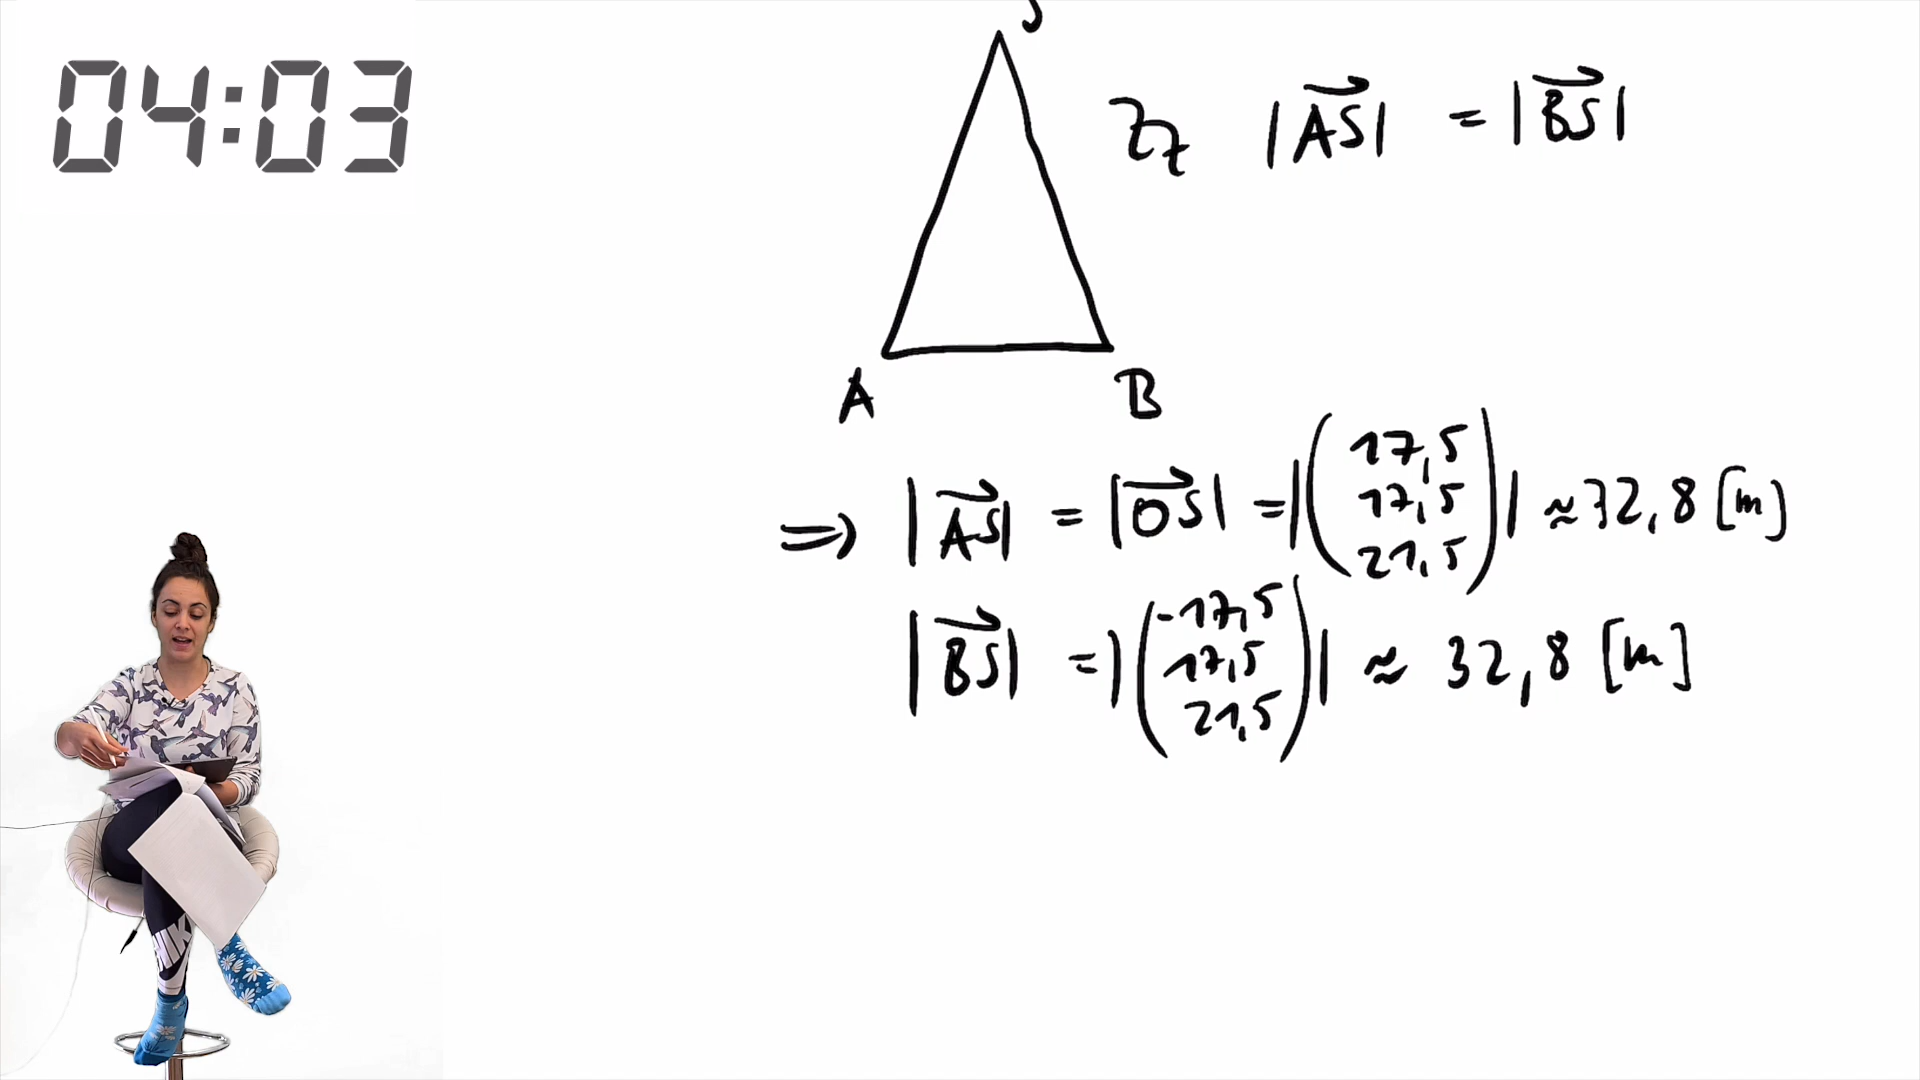 04:03
S
Zz |AS| = |BS|
A B
=> |AS| = |OS| = |(17,5 17,5 21,5)| ≈ 32,8 [m]
|BS| = |(-17,5 17,5 21,5)| ≈ 32,8 [m]
NIK